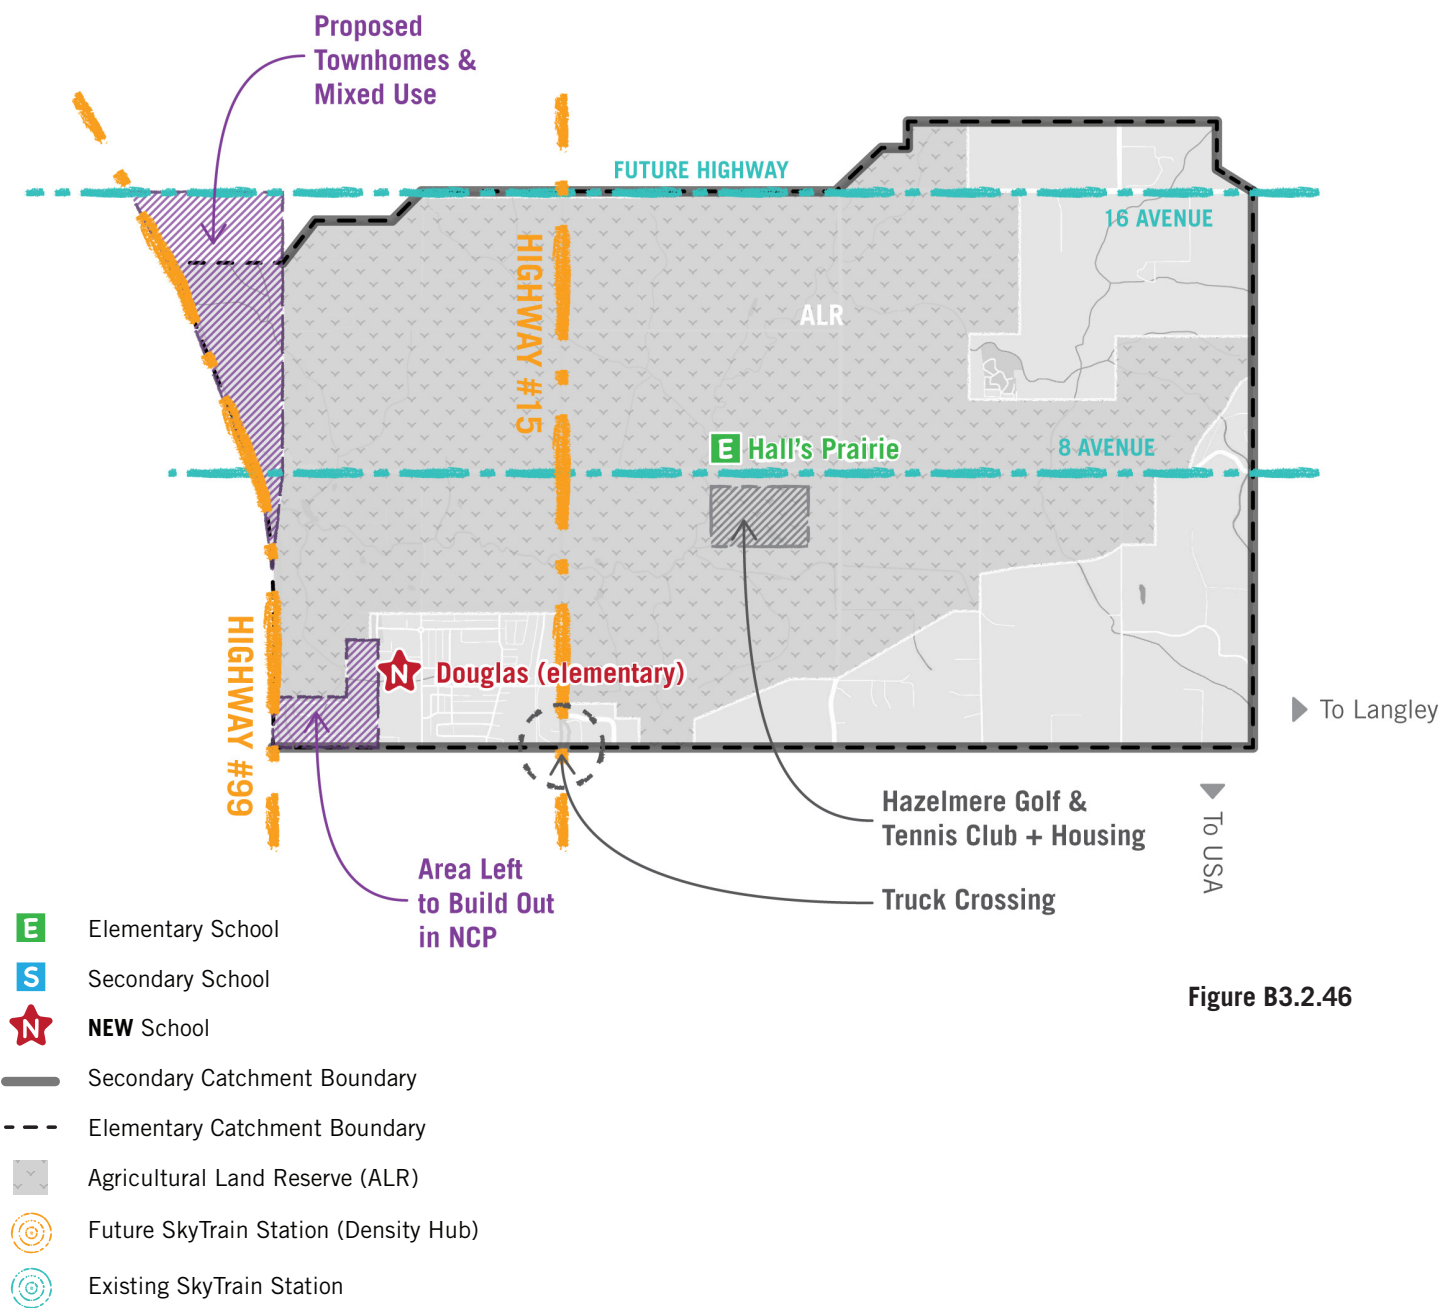 Proposed
Townhomes &
Mixed Use
FUTURE HIGHWAY
16 AVENUE
HIGHWAY #15
ALR
E Hall's Prairie
8 AVENUE
HIGHWAY #99
N Douglas (elementary)
To Langley
To USA
Hazelmere Golf &
Tennis Club + Housing
Truck Crossing
Area Left
to Build Out
in NCP
E Elementary School
S Secondary School
N NEW School
Secondary Catchment Boundary
Elementary Catchment Boundary
Agricultural Land Reserve (ALR)
Future SkyTrain Station (Density Hub)
Existing SkyTrain Station
Figure B3.2.46